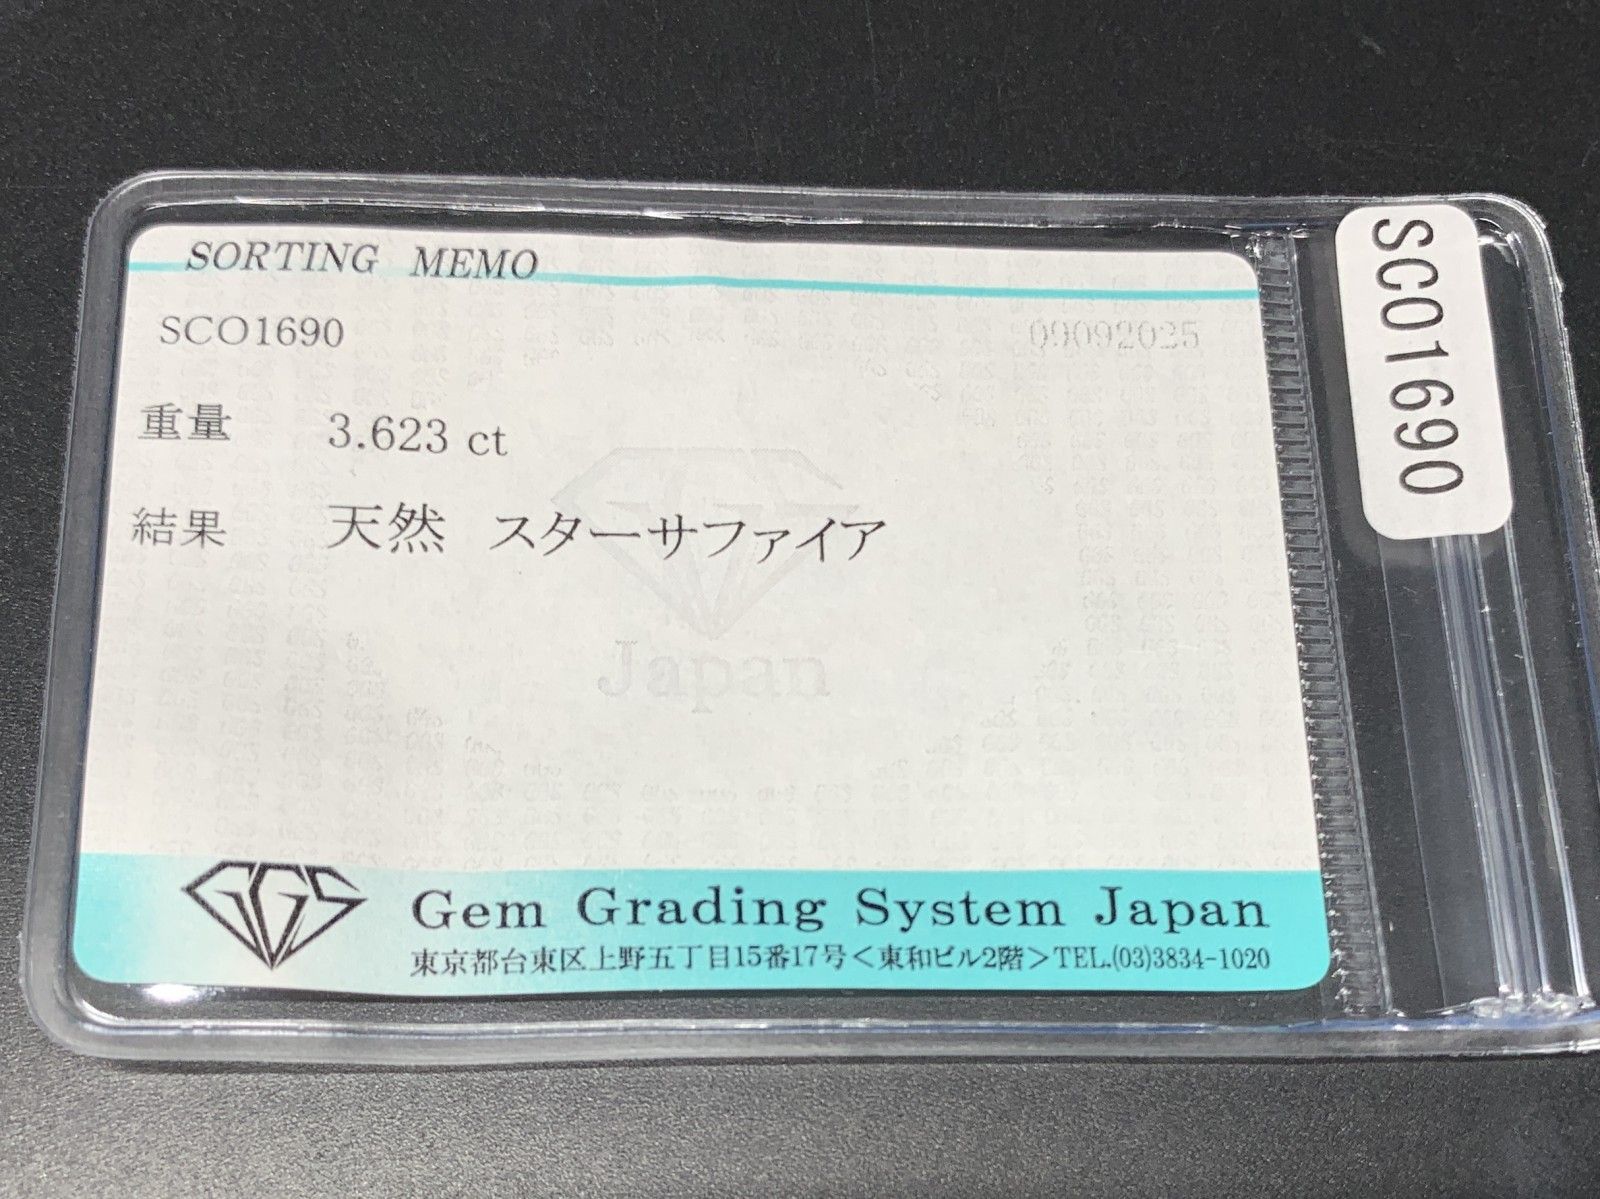 SORTING MEMO
SCO1690 09092025
重量 3.623 ct
結果 天然 スターサファイア
GGS
Japan
GGS
Gem Grading System Japan
東京都台東区上野五丁目15番17号<東和ビル2階>TEL.(03)3834-1020
SCO1690